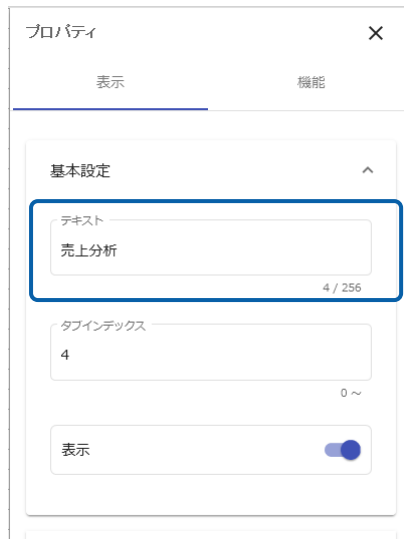 プロパティ
表示
機能
基本設定
テキスト
売上分析
4 / 256
タブインデックス
4
0 ～
表示